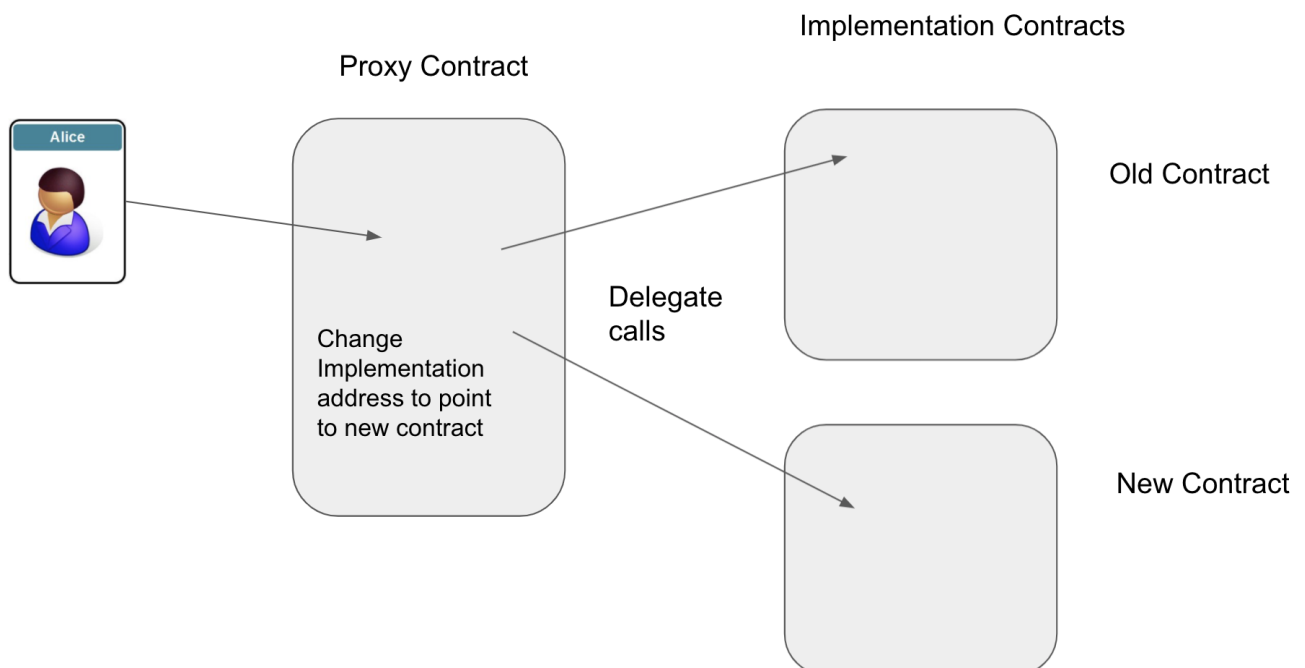 Implementation Contracts
Proxy Contract
Alice
Old Contract
Delegate
calls
Change
Implementation
address to point
to new contract
New Contract